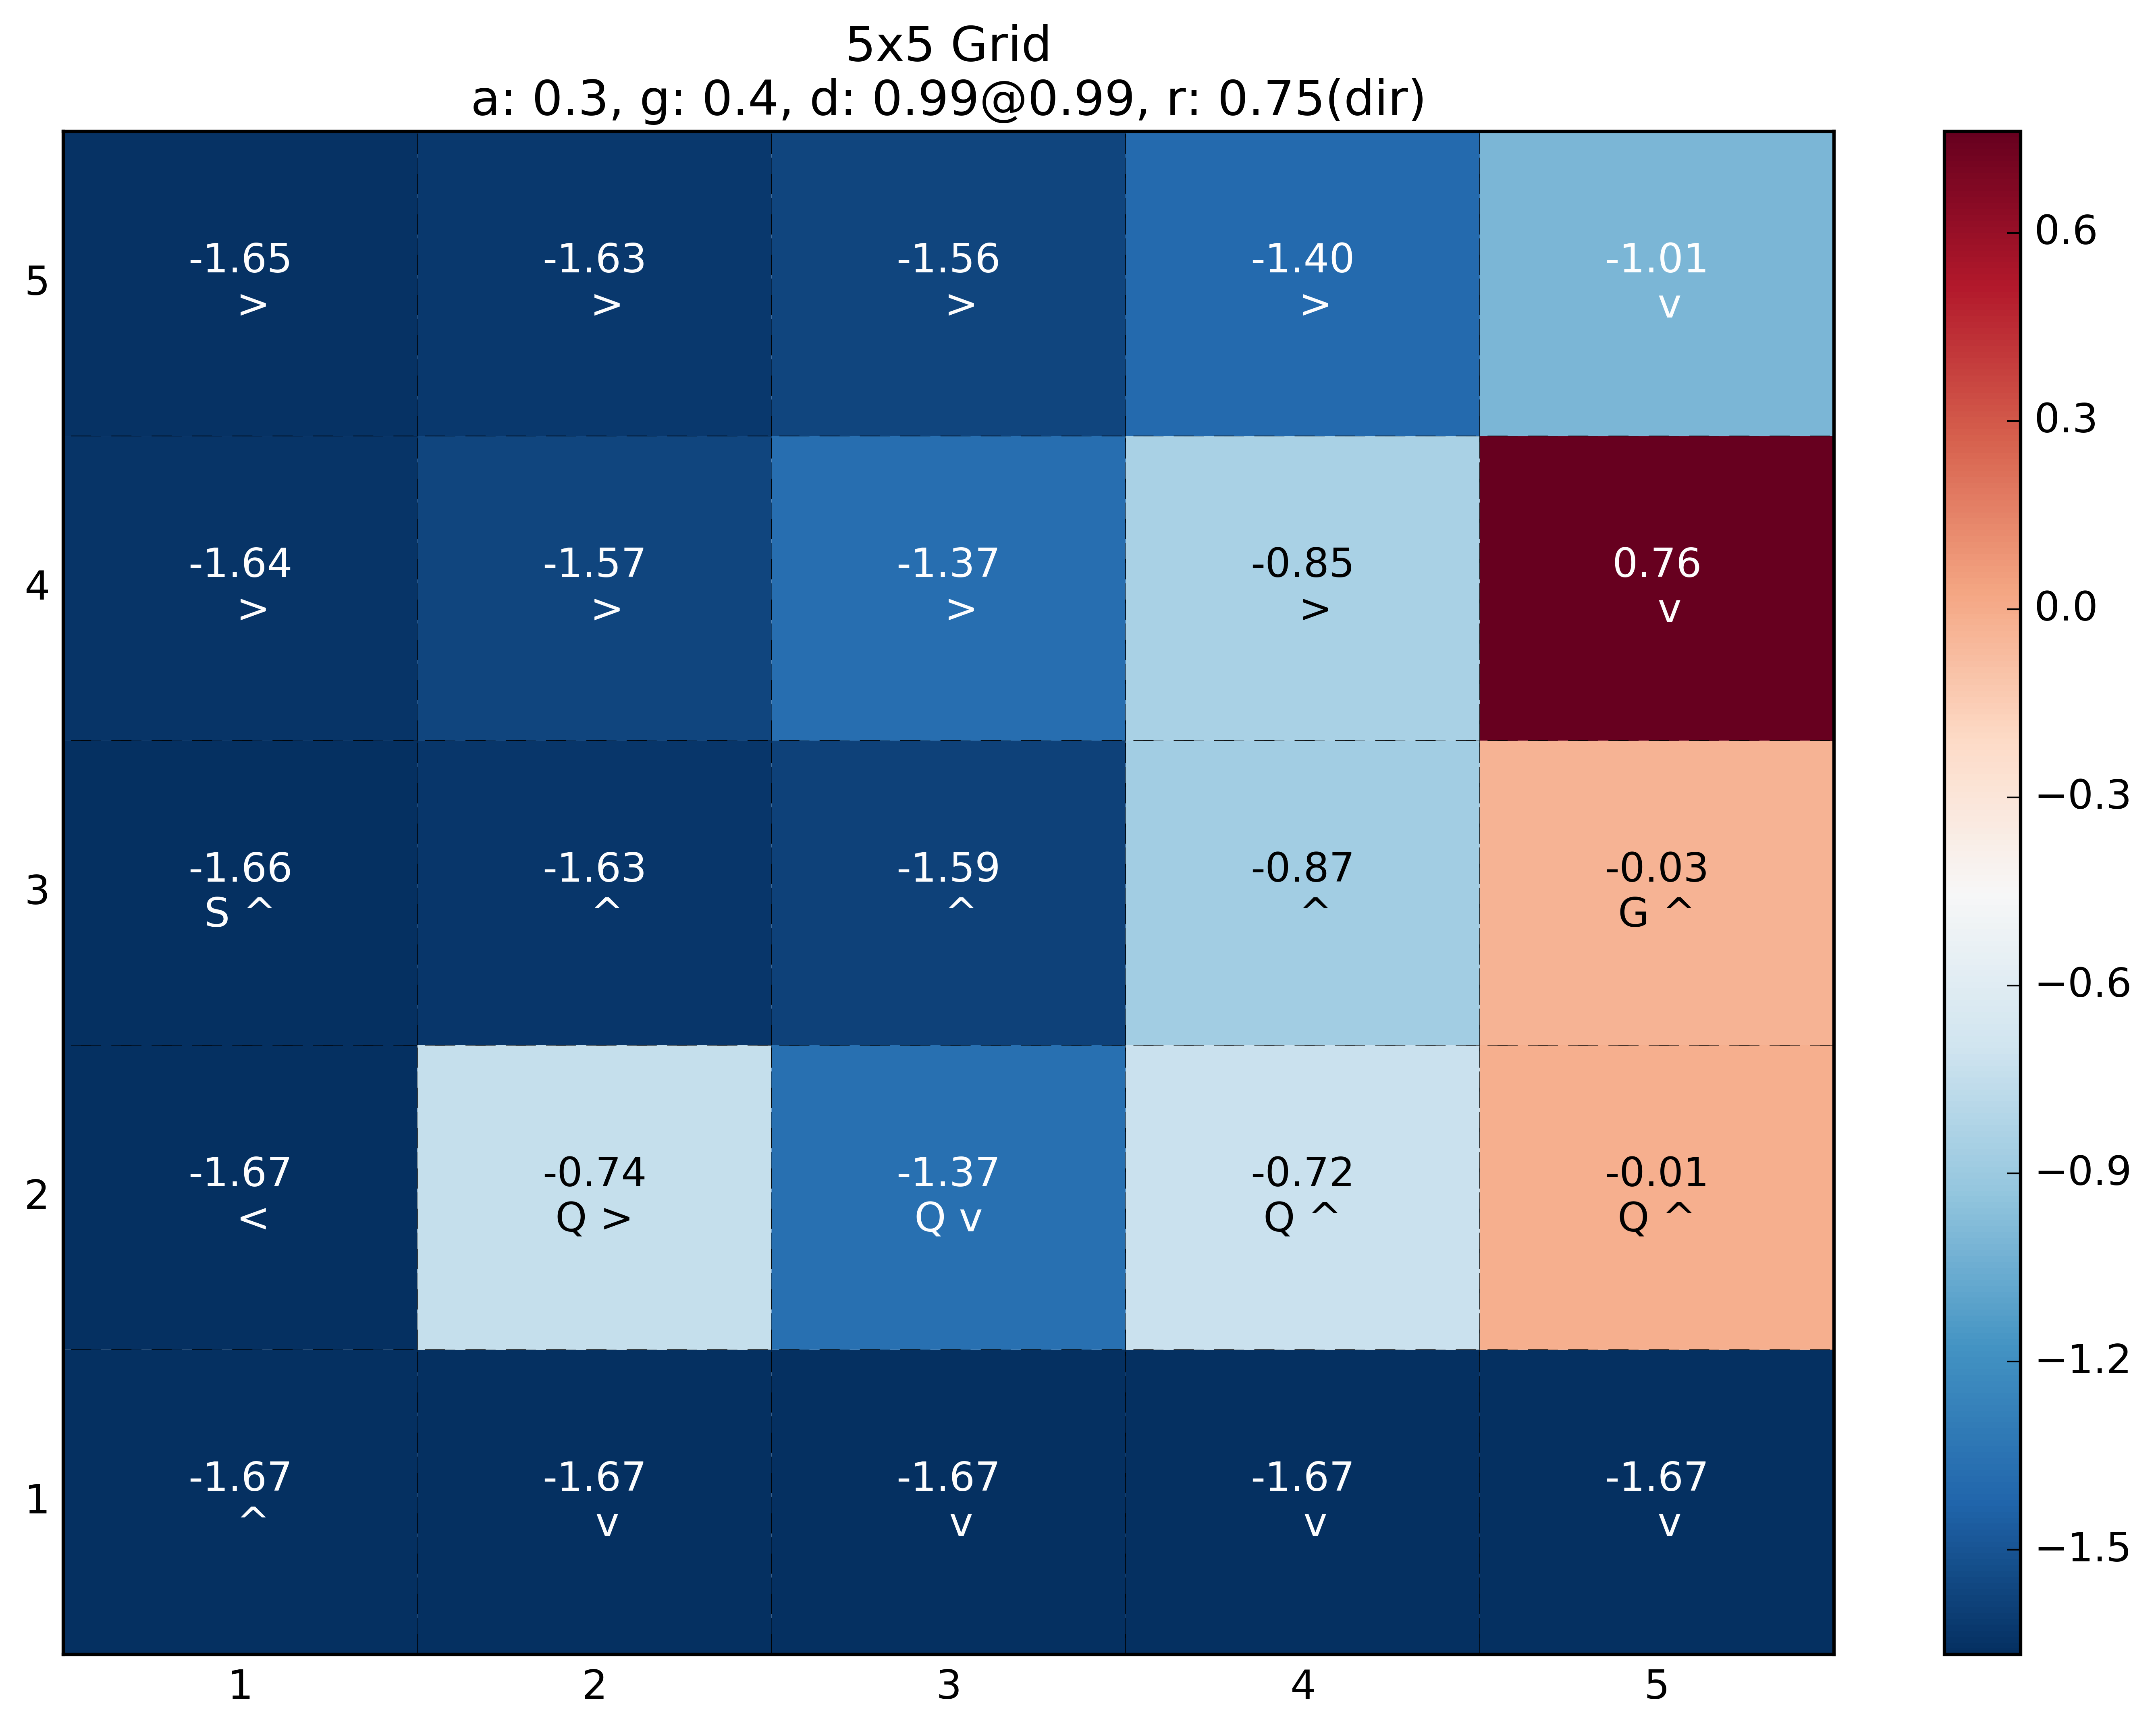 5x5 Grid
a: 0.3, g: 0.4, d: 0.99@0.99, r: 0.75(dir)
5 -1.65 -1.63 -1.56 -1.40 -1.01
> > > > v
4 -1.64 -1.57 -1.37 -0.85 0.76
> > > > v
3 -1.66 -1.63 -1.59 -0.87 -0.03
S ^ ^ ^ ^ G ^
2 -1.67 -0.74 -1.37 -0.72 -0.01
< Q > Q v Q ^ Q ^
1 -1.67 -1.67 -1.67 -1.67 -1.67
^ v v v v
1 2 3 4 5
0.6
0.3
0.0
−0.3
−0.6
−0.9
−1.2
−1.5